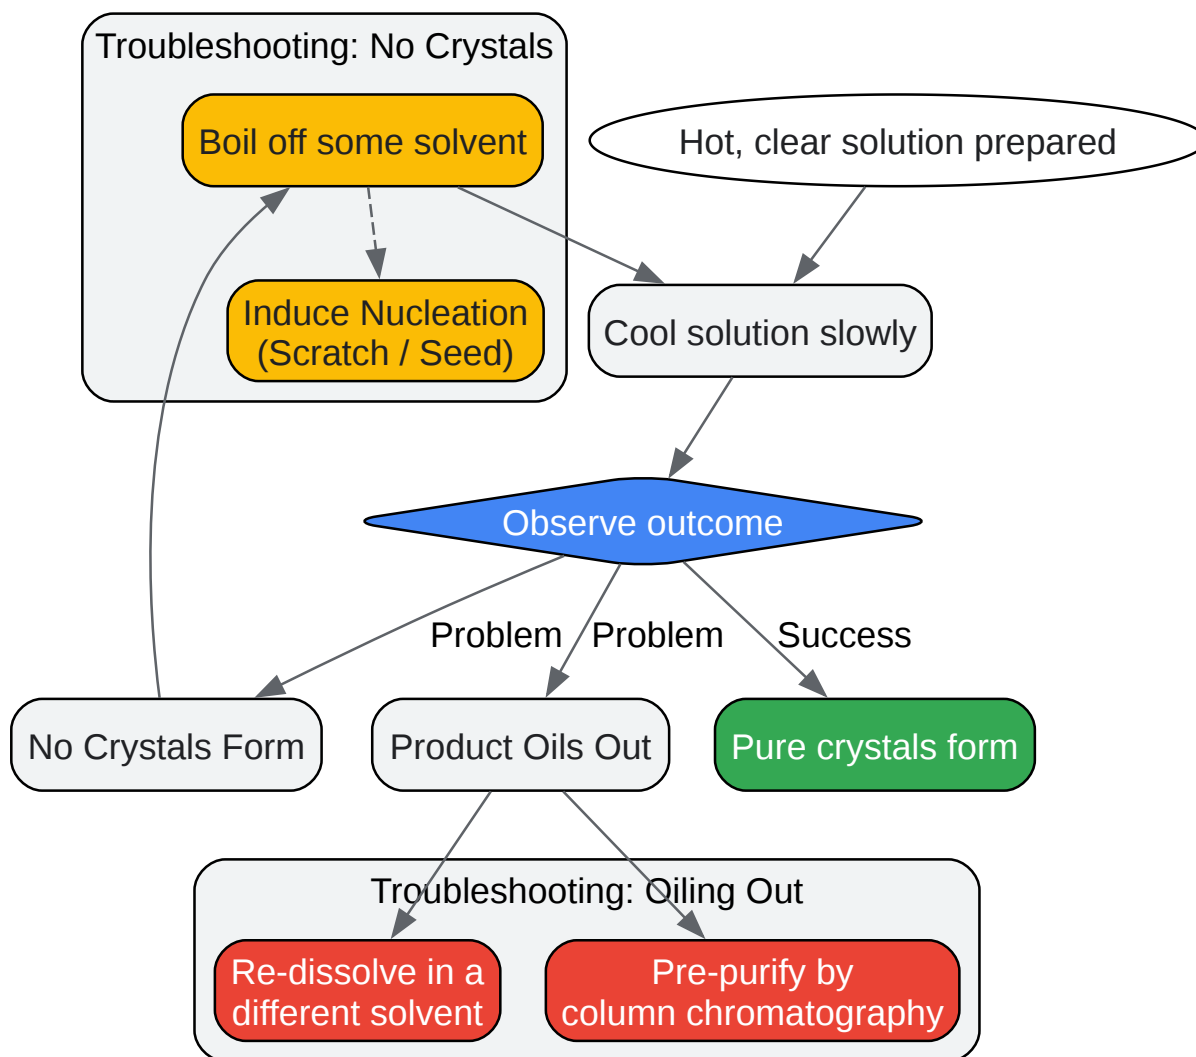 Troubleshooting: No Crystals
Boil off some solvent
Hot, clear solution prepared
Induce Nucleation
(Scratch / Seed)
Cool solution slowly
Observe outcome
Problem
Problem
Success
No Crystals Form
Product Oils Out
Pure crystals form
Troubleshooting: Oiling Out
Re-dissolve in a
different solvent
Pre-purify by
column chromatography